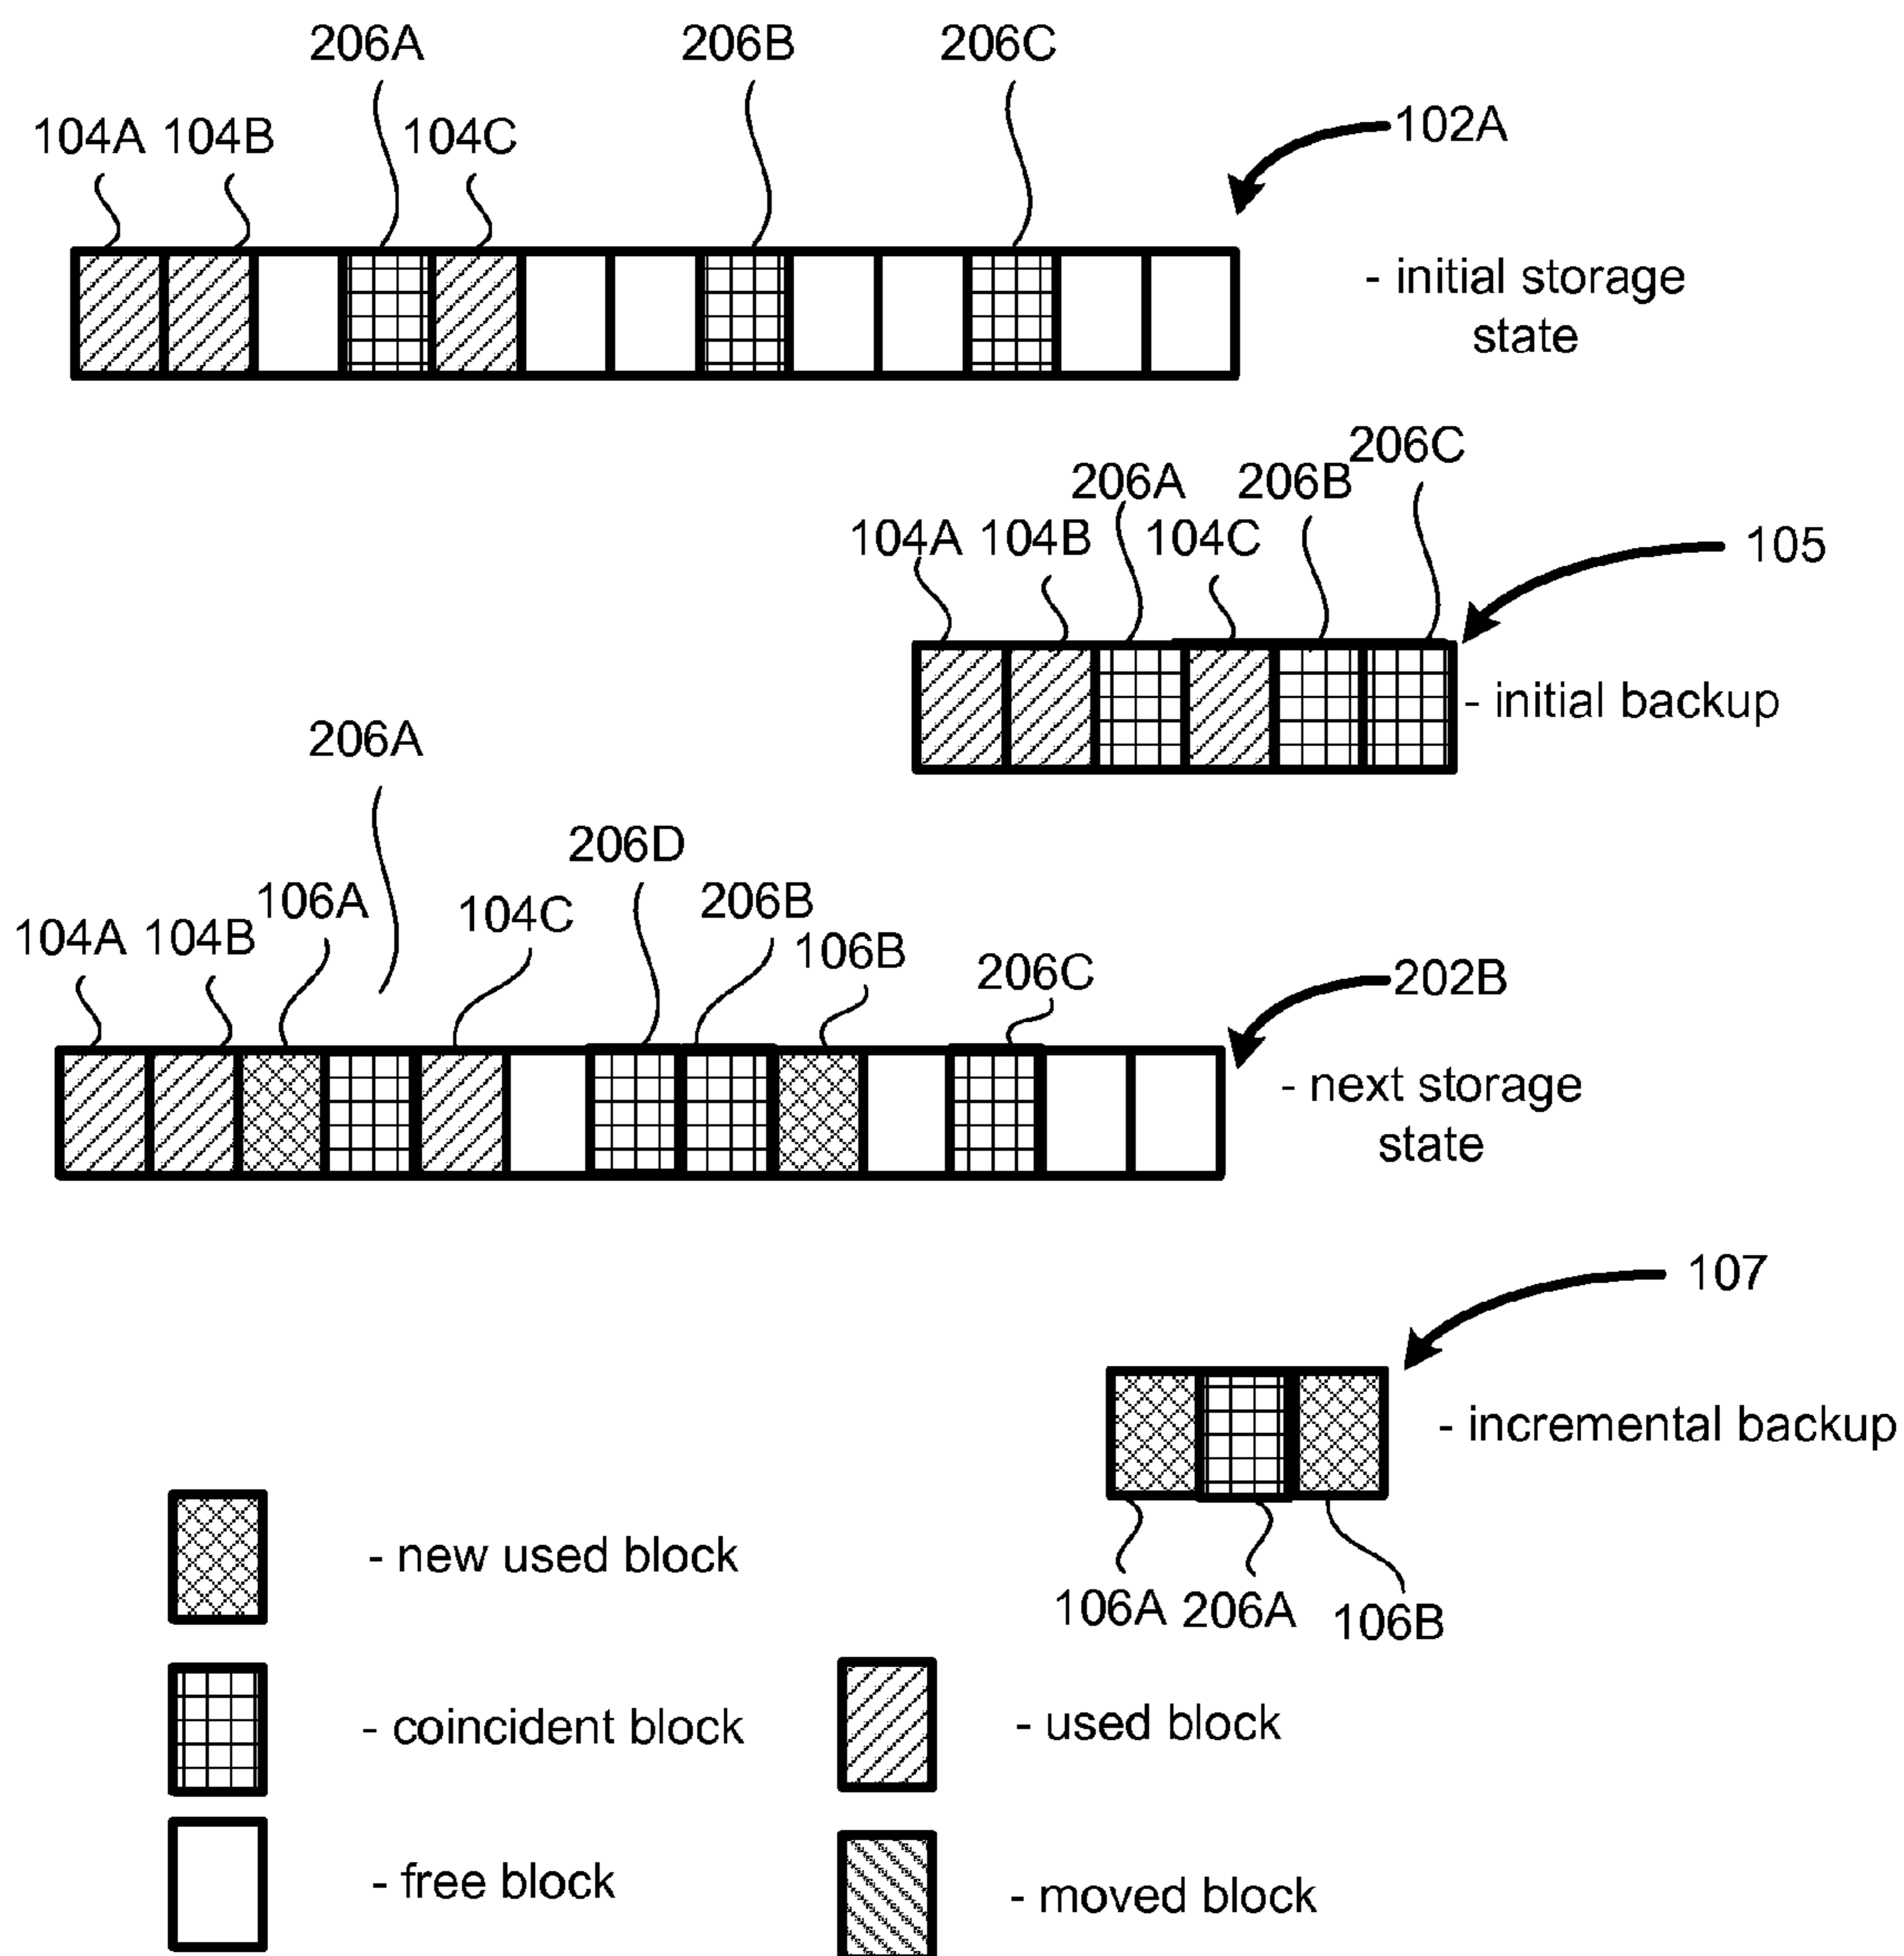 206A 206B 206C
104A 104B 104C 102A
- initial storage
state
206C
206A 206B
104A 104B 104C 105
- initial backup
206A
206D
106A 104C 206B
104A 104B 106B 206C 202B
- next storage
state
107
- incremental backup
- new used block
106A 206A 106B
- coincident block - used block
- free block - moved block